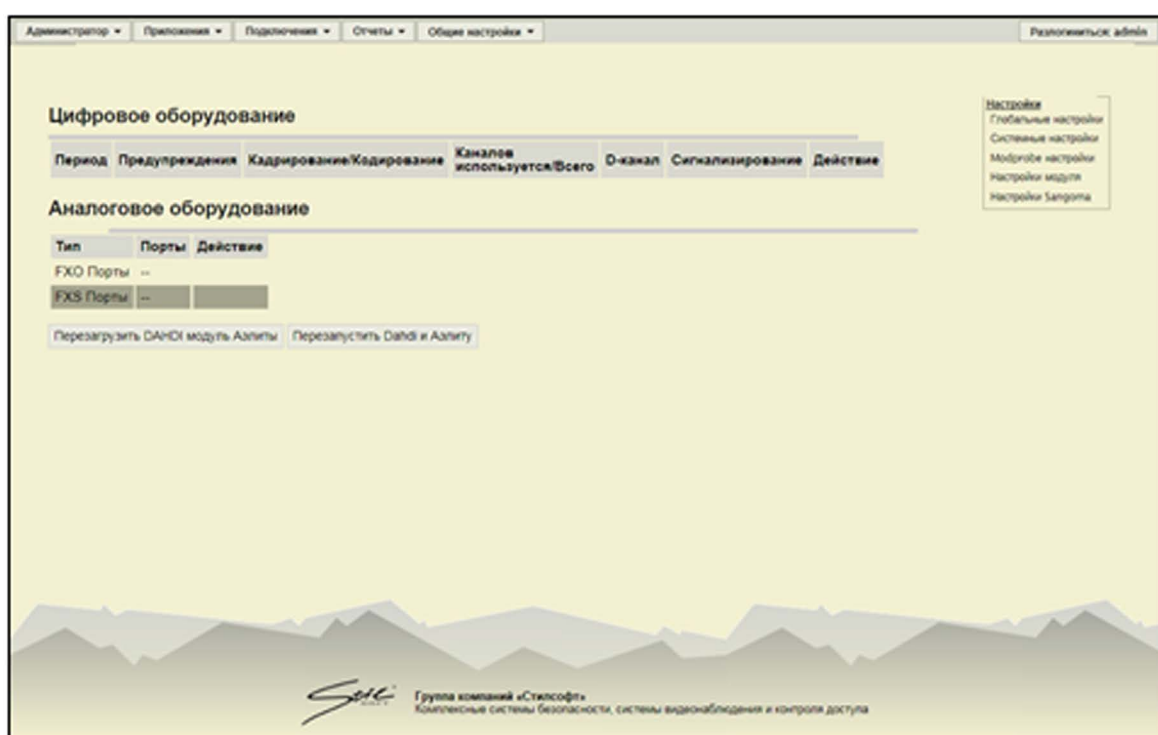 Администратор Приложения Подключения Отчеты Общие настройки Разлогиниться: admin
Цифровое оборудование
Период Предупреждения Кадрирование/Кодирование Каналов используется/Всего D-канал Сигнализирование Действие
Аналоговое оборудование
Тип Порты Действие
FXO Порты --
FXS Порты --
Перезагрузить DAHDI модуль Аэлиты Перезапустить Dahdi и Аэлиту
Настройки
Глобальные настройки
Системные настройки
Modprobe настройки
Настройки модуля
Настройки Sangoma
Группа компаний «Стилсофт»
Комплексные системы безопасности, системы видеонаблюдения и контроля доступа